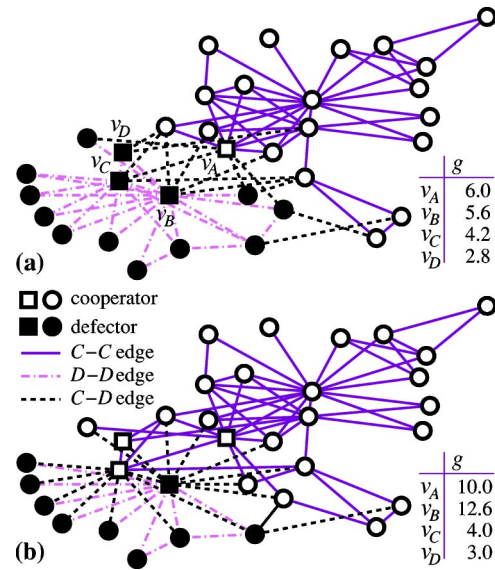 (a)
v_D
v_C
v_A
v_B
g
v_A 6.0
v_B 5.6
v_C 4.2
v_D 2.8
cooperator
defector
C–C edge
D–D edge
C–D edge
(b)
g
v_A 10.0
v_B 12.6
v_C 4.0
v_D 3.0